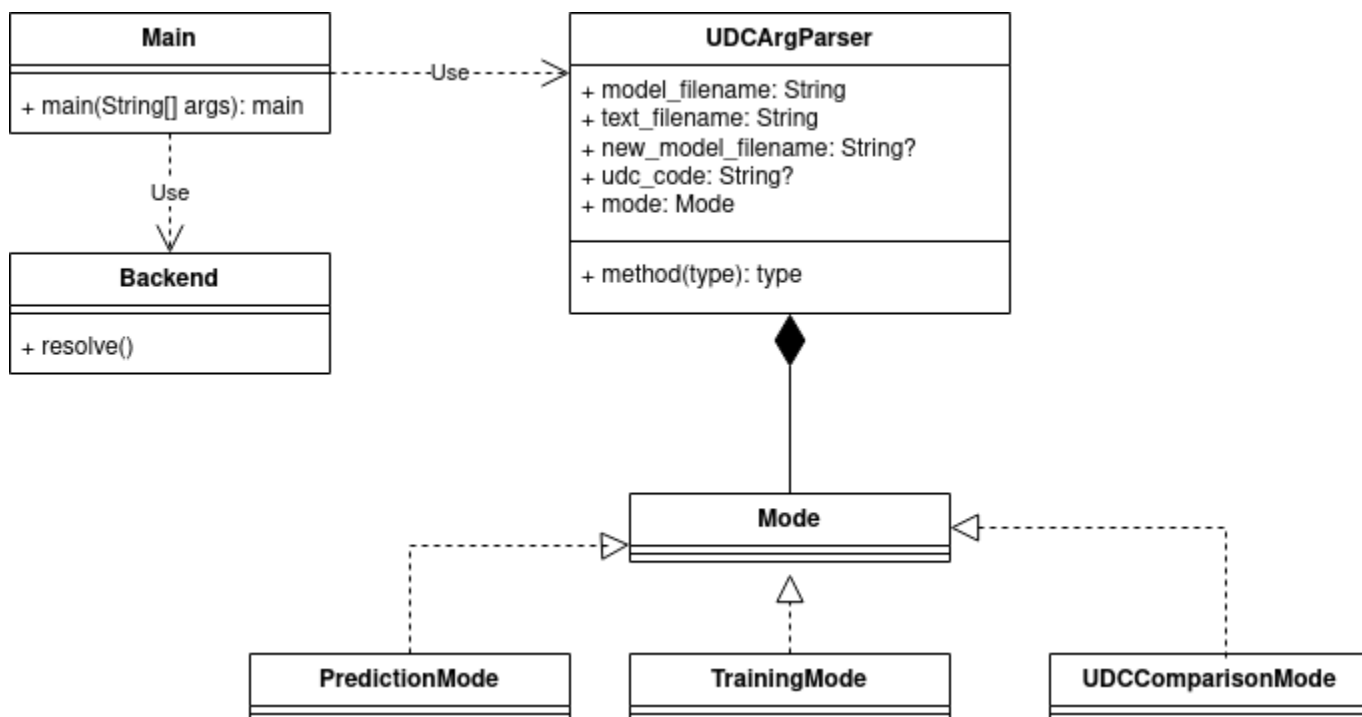 Main
+ main(String[] args): main
Use
UDCArgParser
+ model_filename: String
+ text_filename: String
+ new_model_filename: String?
+ udc_code: String?
+ mode: Mode
+ method(type): type
Use
Backend
+ resolve()
Mode
PredictionMode
TrainingMode
UDCComparisonMode